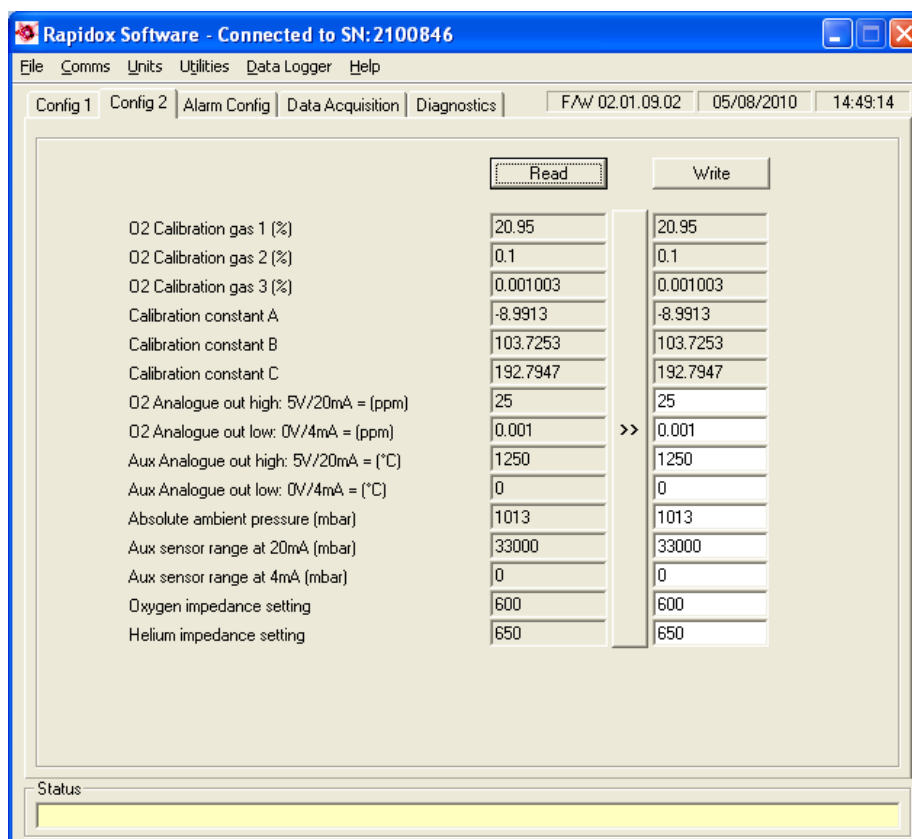 Rapidox Software - Connected to SN:2100846
File Comms Units Utilities Data Logger Help
Config 1 Config 2 Alarm Config Data Acquisition Diagnostics F/W 02.01.09.02 05/08/2010 14:49:14
Read Write
O2 Calibration gas 1 (%) 20.95 20.95
O2 Calibration gas 2 (%) 0.1 0.1
O2 Calibration gas 3 (%) 0.001003 0.001003
Calibration constant A -8.9913 -8.9913
Calibration constant B 103.7253 103.7253
Calibration constant C 192.7947 192.7947
O2 Analogue out high: 5V/20mA = (ppm) 25 25
O2 Analogue out low: 0V/4mA = (ppm) 0.001 >> 0.001
Aux Analogue out high: 5V/20mA = (°C) 1250 1250
Aux Analogue out low: 0V/4mA = (°C) 0 0
Absolute ambient pressure (mbar) 1013 1013
Aux sensor range at 20mA (mbar) 33000 33000
Aux sensor range at 4mA (mbar) 0 0
Oxygen impedance setting 600 600
Helium impedance setting 650 650
Status